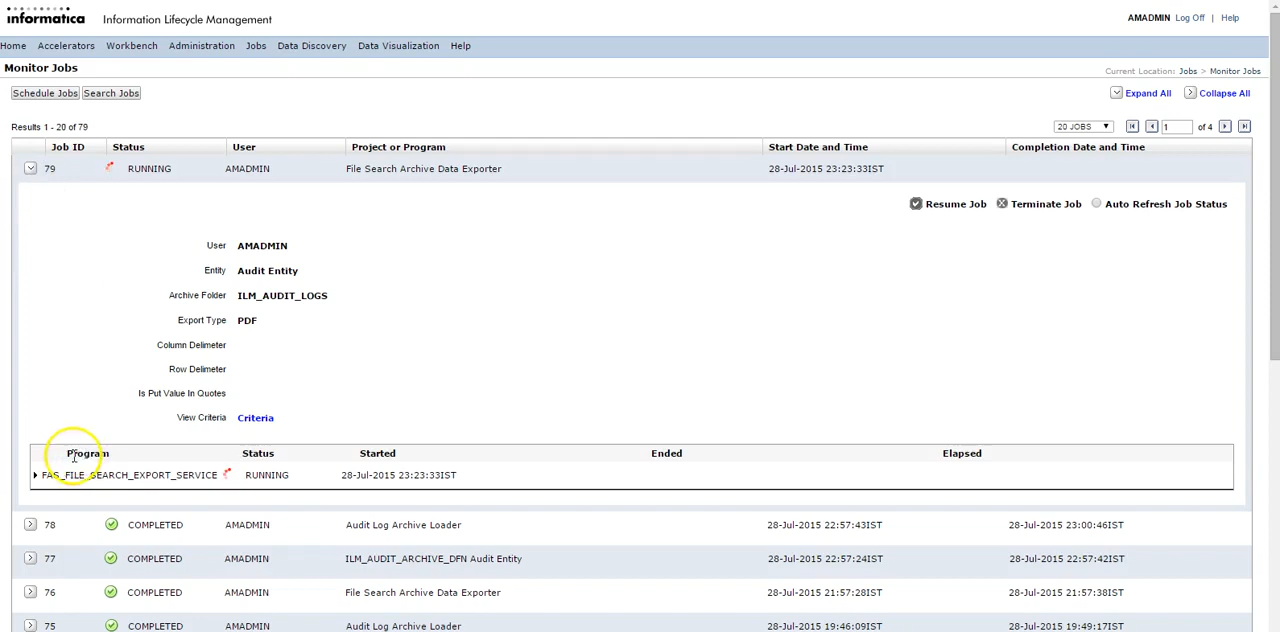 informatica Information Lifecycle Management
AMADMIN Log Off | Help
Home Accelerators Workbench Administration Jobs Data Discovery Data Visualization Help
Monitor Jobs
Current Location: Jobs > Monitor Jobs
Schedule Jobs Search Jobs
Expand All Collapse All
Results 1 - 20 of 79
20 JOBS 1 of 4
Job ID Status User Project or Program Start Date and Time Completion Date and Time
79 RUNNING AMADMIN File Search Archive Data Exporter 28-Jul-2015 23:23:33IST
Resume Job Terminate Job Auto Refresh Job Status
User AMADMIN
Entity Audit Entity
Archive Folder ILM_AUDIT_LOGS
Export Type PDF
Column Delimeter
Row Delimeter
Is Put Value In Quotes
View Criteria Criteria
Program Status Started Ended Elapsed
FAS_FILE_SEARCH_EXPORT_SERVICE RUNNING 28-Jul-2015 23:23:33IST
78 COMPLETED AMADMIN Audit Log Archive Loader 28-Jul-2015 22:57:43IST 28-Jul-2015 23:00:46IST
77 COMPLETED AMADMIN ILM_AUDIT_ARCHIVE_DFN Audit Entity 28-Jul-2015 22:57:24IST 28-Jul-2015 22:57:42IST
76 COMPLETED AMADMIN File Search Archive Data Exporter 28-Jul-2015 21:57:28IST 28-Jul-2015 21:57:38IST
75 COMPLETED AMADMIN Audit Log Archive Loader 28-Jul-2015 19:46:09IST 28-Jul-2015 19:49:17IST